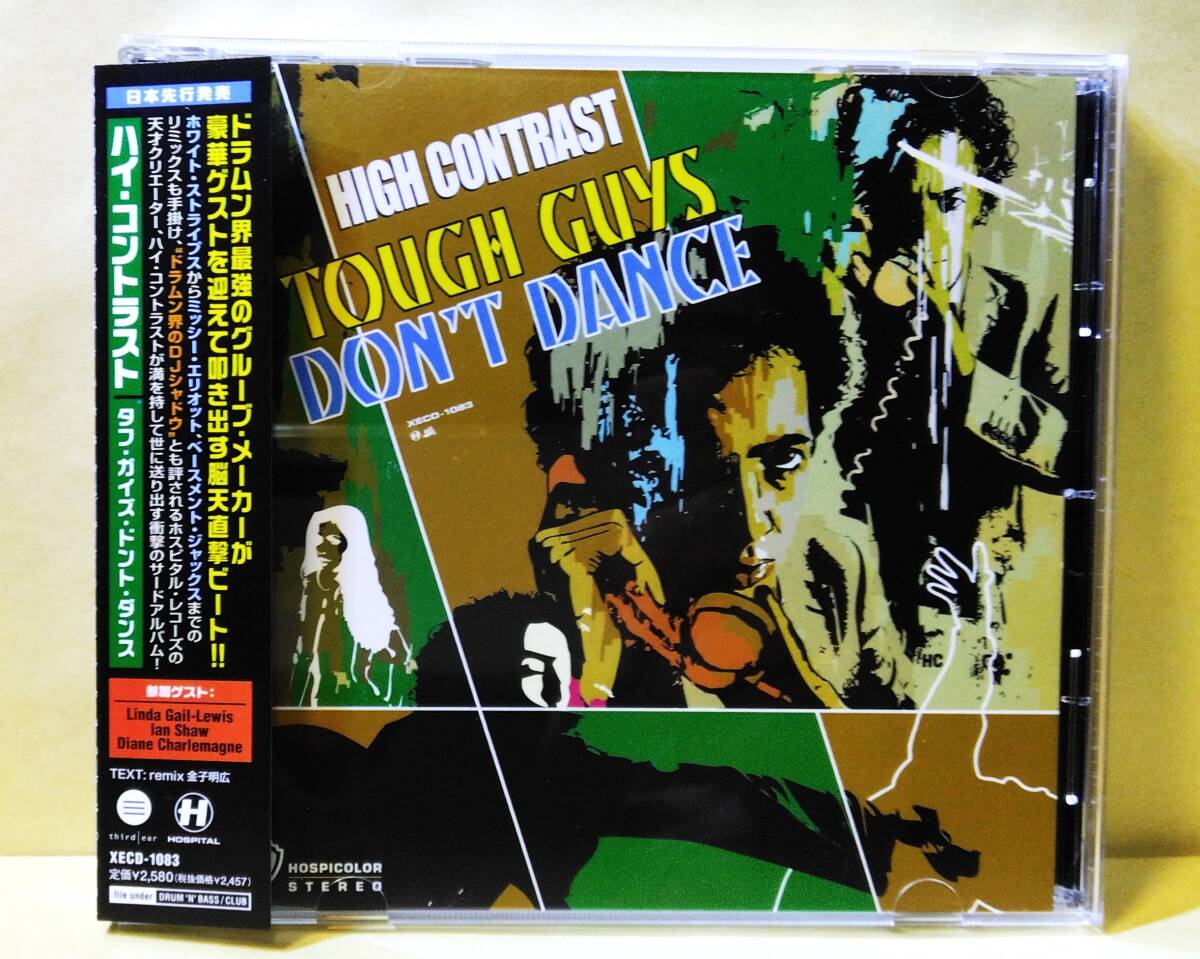 日本先行発売
ハイ・コントラスト
タフ・ガイズ・ドント・ダンス
ドラムン界最強のグルーブ・メーカーが
豪華ゲストを迎えて叩き出す脳天直撃ビート!!
ホワイト・ストライプスからミッシー・エリオット、ベースメント・ジャックスまでの
リミックスも手掛け、“ドラムン界のDJシャドウ”とも評されるホスピタル・レコーズの
天才クリエーター、ハイ・コントラストが満を持して世に送り出す衝撃のサードアルバム!
参加ゲスト:
Linda Gail-Lewis
Ian Shaw
Diane Charlemagne
TEXT: remix 金子明広
third|ear
H
HOSPITAL
XECD-1083
定価¥2,580(税抜価格¥2,457)
file under DRUM 'N' BASS/CLUB
HIGH CONTRAST
TOUGH GUYS
DON'T DANCE
XECD-1083
HC
HOSPICOLOR
STEREO